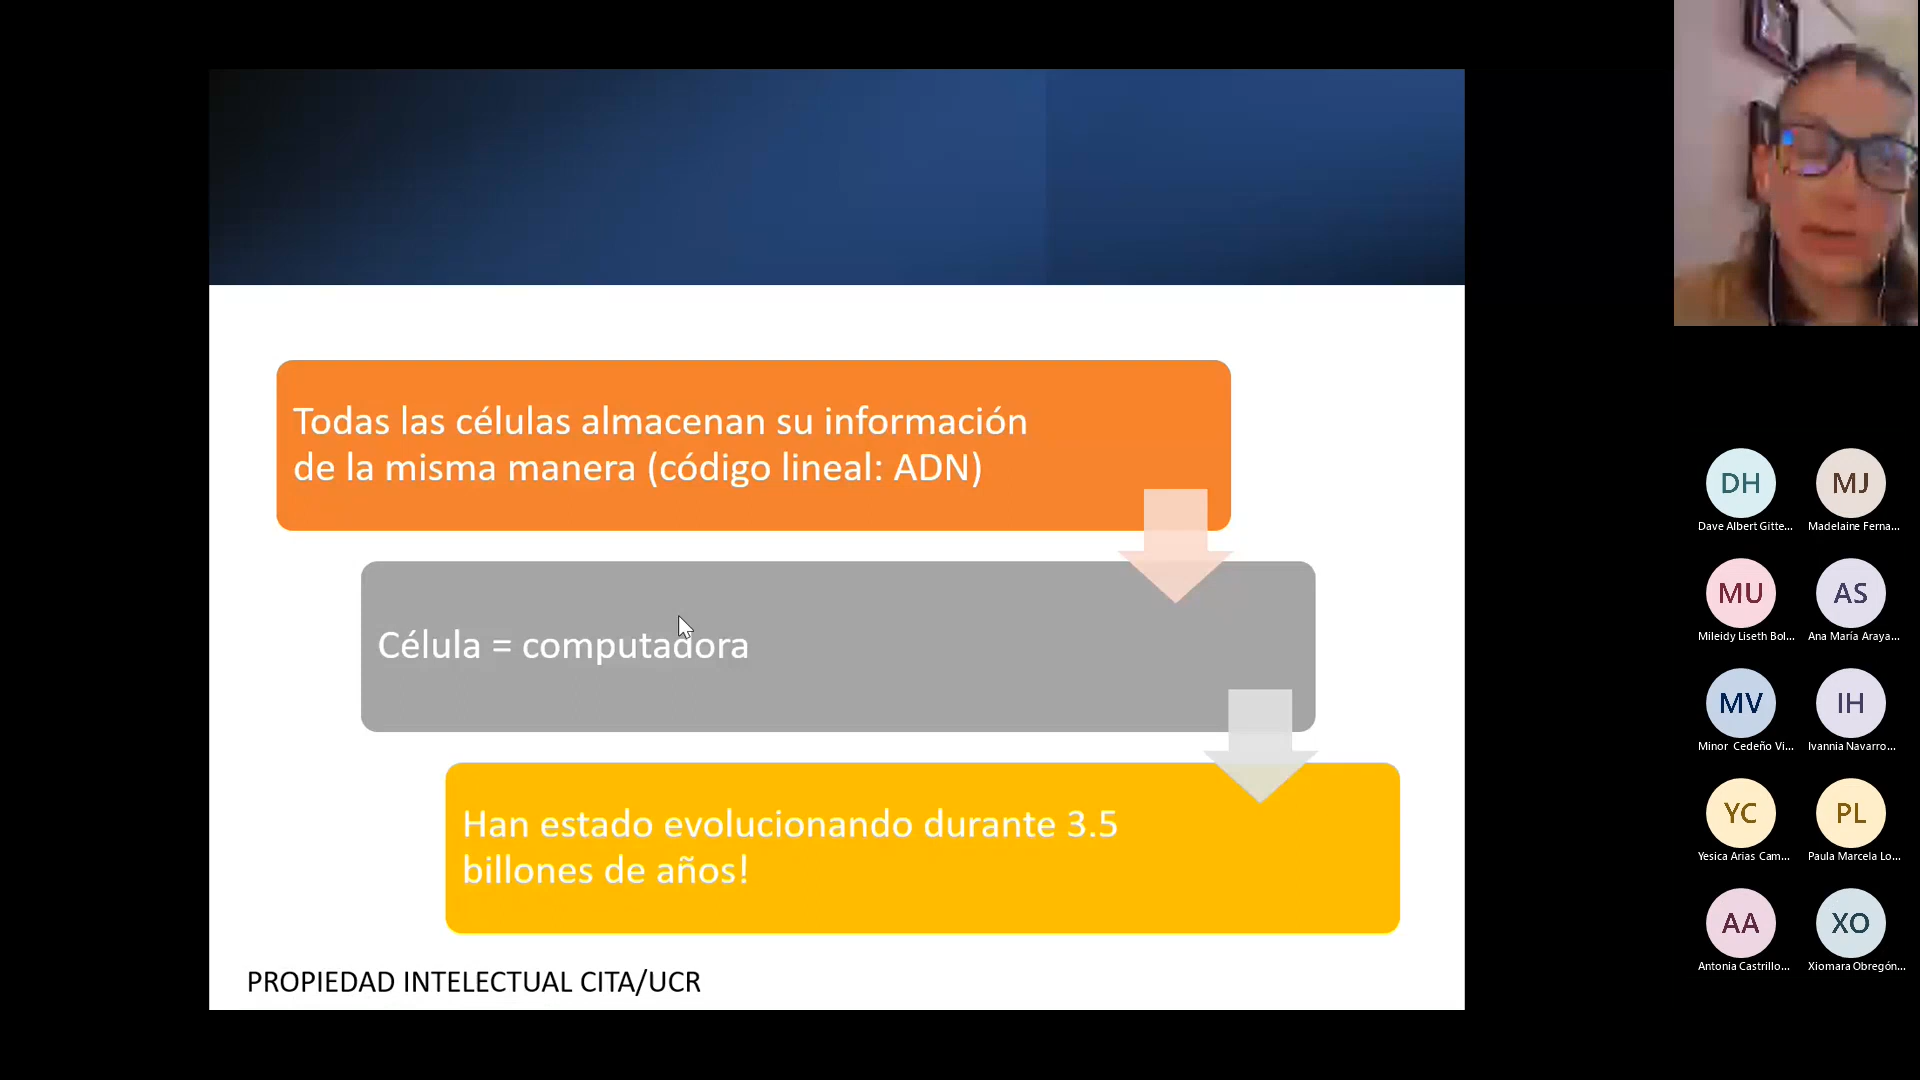 Todas las células almacenan su información
de la misma manera (código lineal: ADN)
Célula = computadora
Han estado evolucionando durante 3.5
billones de años!
PROPIEDAD INTELECTUAL CITA/UCR
DH
Dave Albert Gitte...
MJ
Madelaine Ferna...
MU
Mileidy Liseth Bol...
AS
Ana María Araya...
MV
Minor Cedeño Vi...
IH
Ivannia Navarro...
YC
Yesica Arias Cam...
PL
Paula Marcela Lo...
AA
Antonia Castrillo...
XO
Xiomara Obregón...